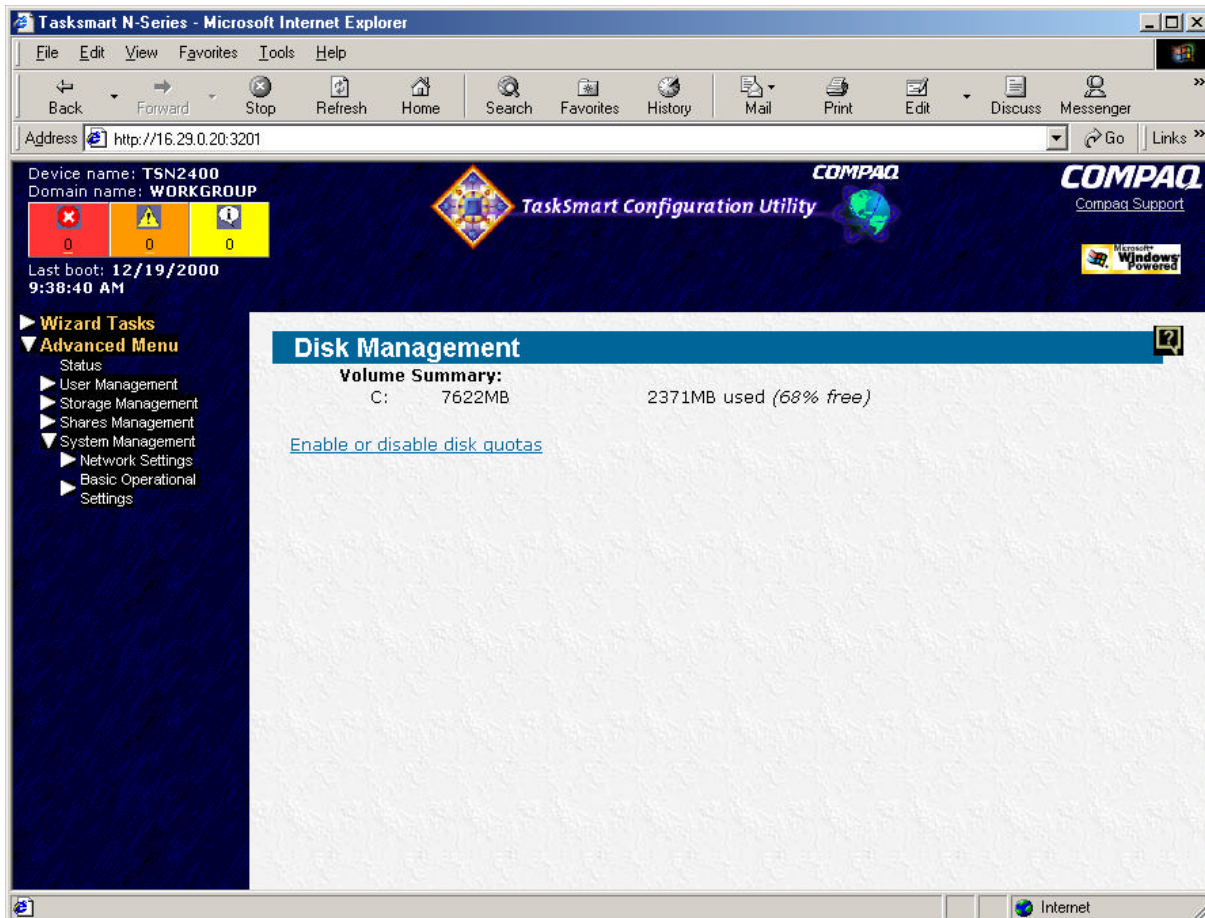 Tasksmart N-Series - Microsoft Internet Explorer
File Edit View Favorites Tools Help
Back Forward Stop Refresh Home Search Favorites History Mail Print Edit Discuss Messenger »
Address http://16.29.0.20:3201 Go Links »
Device name: TSN2400
Domain name: WORKGROUP
0 0 0
Last boot: 12/19/2000
9:38:40 AM
TaskSmart Configuration Utility
COMPAQ
COMPAQ
Compaq Support
Microsoft
Windows
Powered
Wizard Tasks
Advanced Menu
Status
User Management
Storage Management
Shares Management
System Management
Network Settings
Basic Operational
Settings
Disk Management
Volume Summary:
C: 7622MB 2371MB used (68% free)
Enable or disable disk quotas
Internet